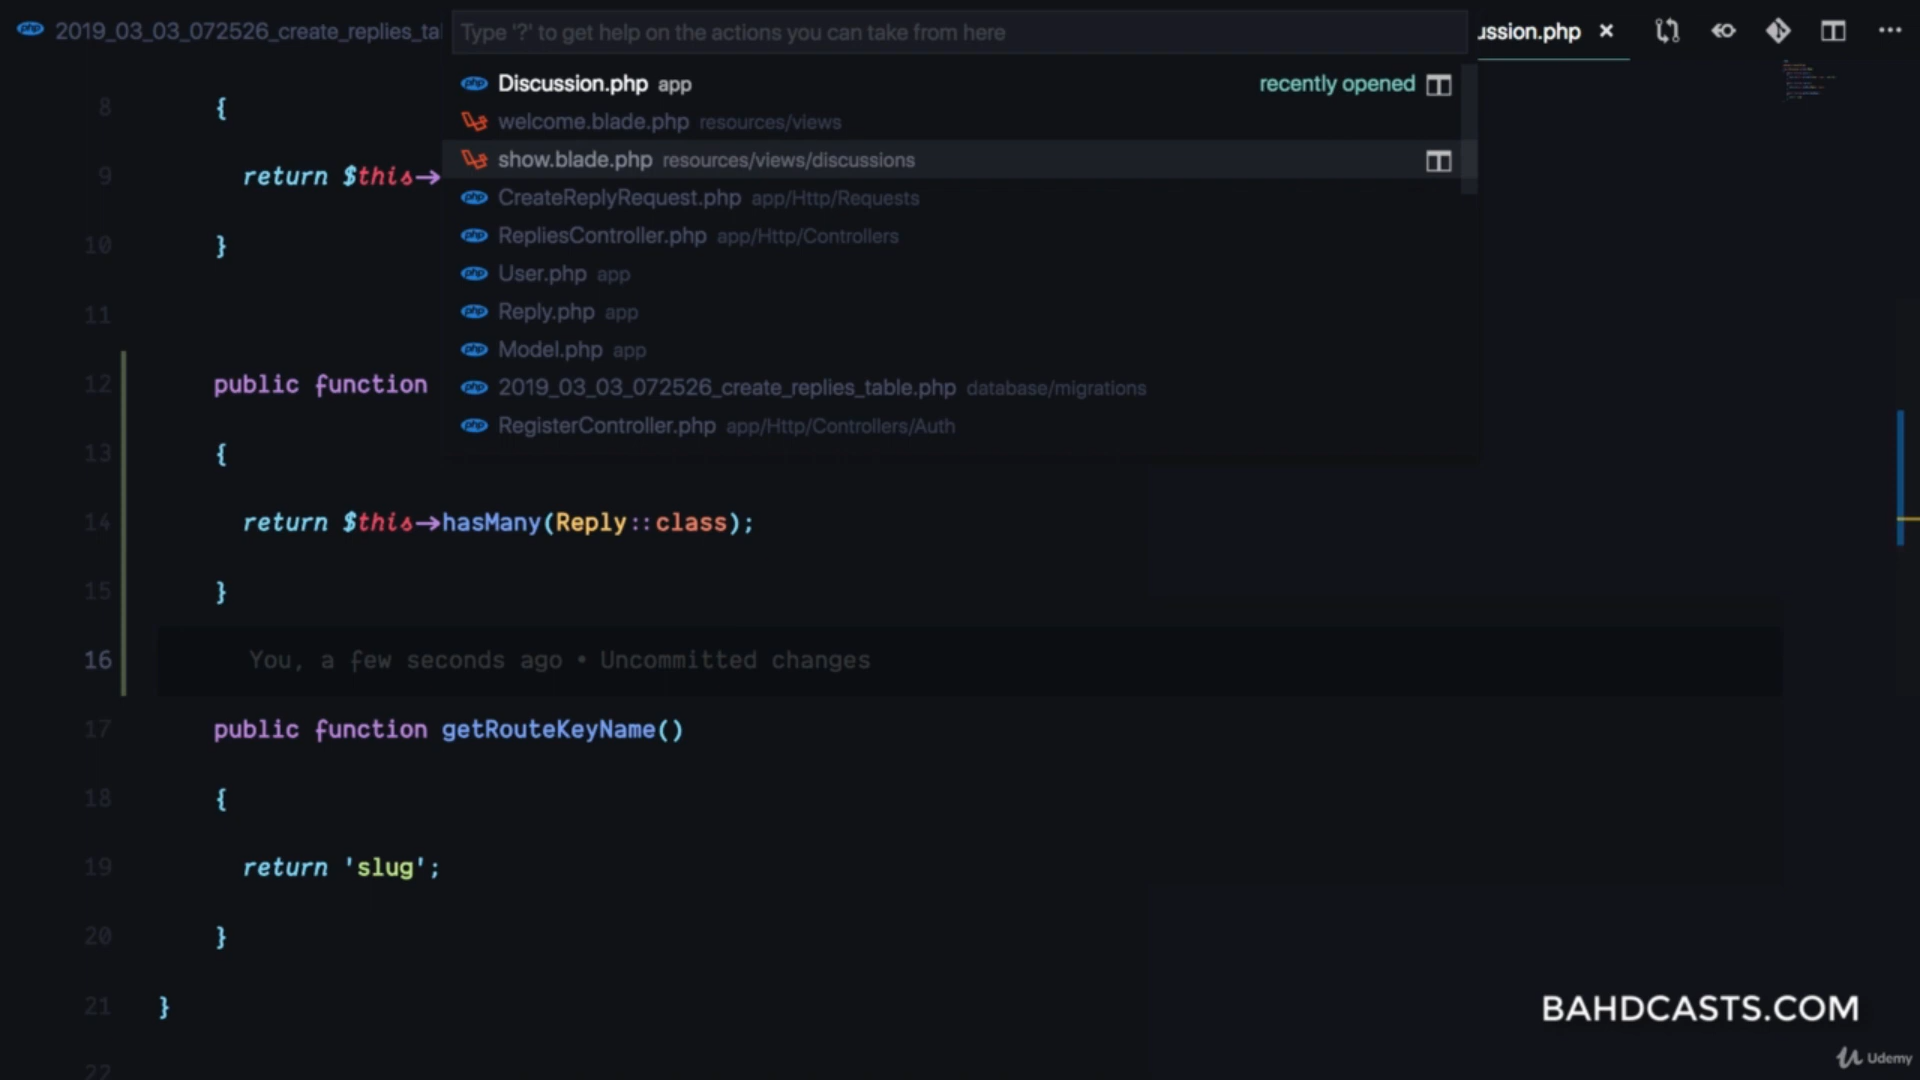 2019_03_03_072526_create_replies_ta
Type '?' to get help on the actions you can take from here
ussion.php
Discussion.php app recently opened
welcome.blade.php resources/views
show.blade.php resources/views/discussions
CreateReplyRequest.php app/Http/Requests
RepliesController.php app/Http/Controllers
User.php app
Reply.php app
Model.php app
2019_03_03_072526_create_replies_table.php database/migrations
RegisterController.php app/Http/Controllers/Auth
8 {
9 return $this->
10 }
11
12 public function
13 {
14 return $this->hasMany(Reply::class);
15 }
16 You, a few seconds ago • Uncommitted changes
17 public function getRouteKeyName()
18 {
19 return 'slug';
20 }
21 }
22
BAHDCASTS.COM
Udemy